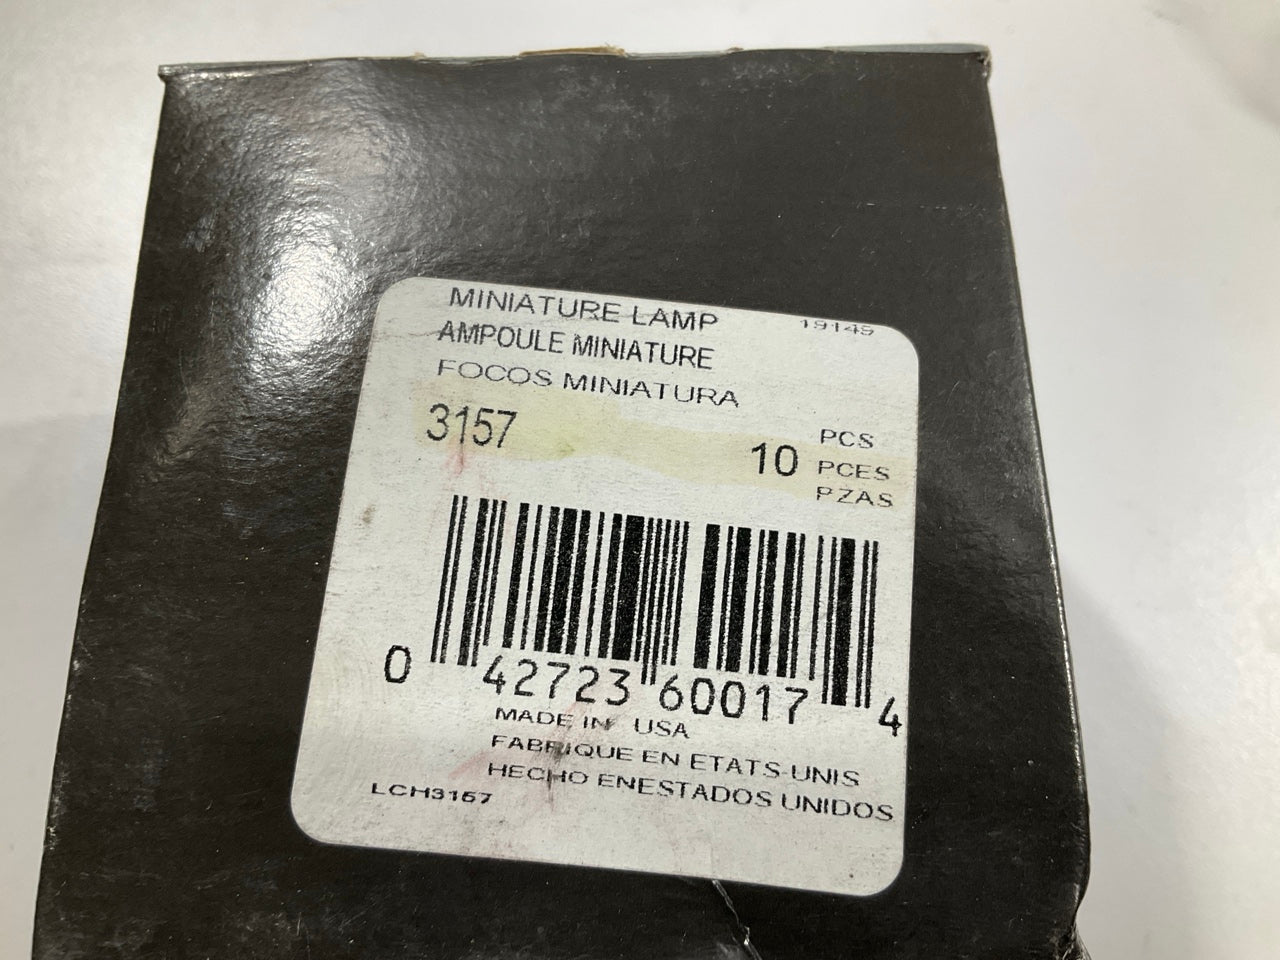 MINIATURE LAMP 19149
AMPOULE MINIATURE
FOCOS MINIATURA
3157
10 PCS
PCES
PZAS
0 42723 60017 4
MADE IN USA
FABRIQUE EN ETATS-UNIS
HECHO ENESTADOS UNIDOS
LCH3157